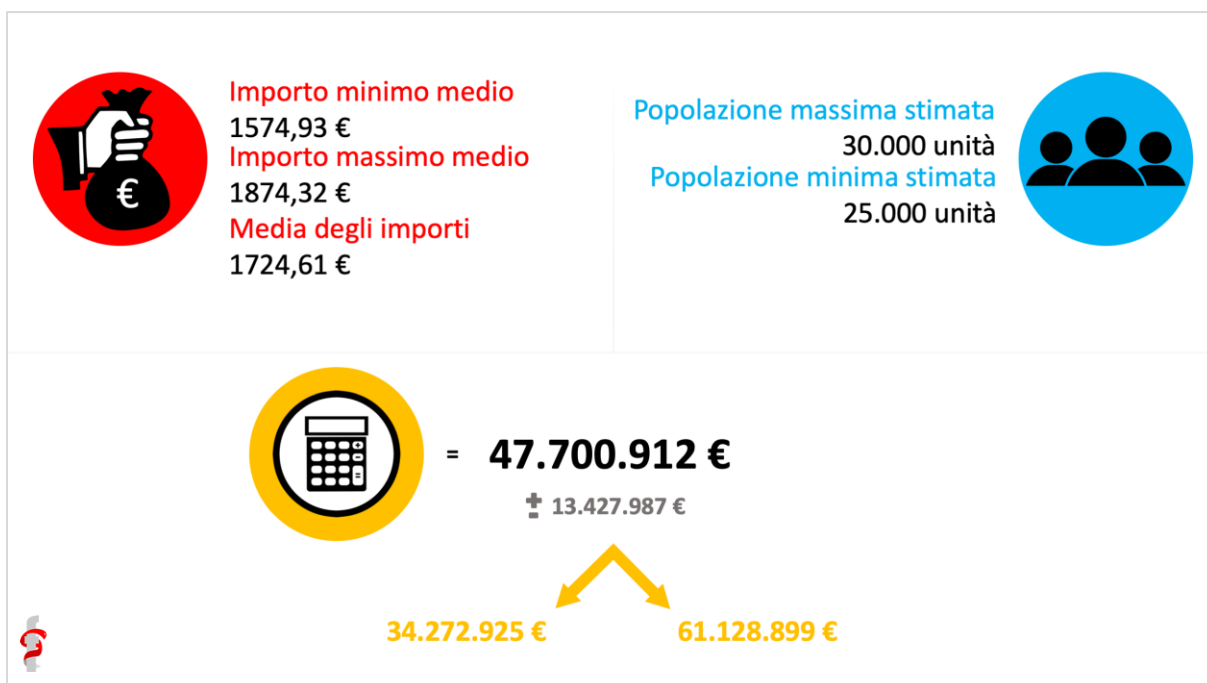 Importo minimo medio
1574,93 €
Importo massimo medio
1874,32 €
Media degli importi
1724,61 €
Popolazione massima stimata
30.000 unità
Popolazione minima stimata
25.000 unità
€
= 47.700.912 €
± 13.427.987 €
34.272.925 €
61.128.899 €